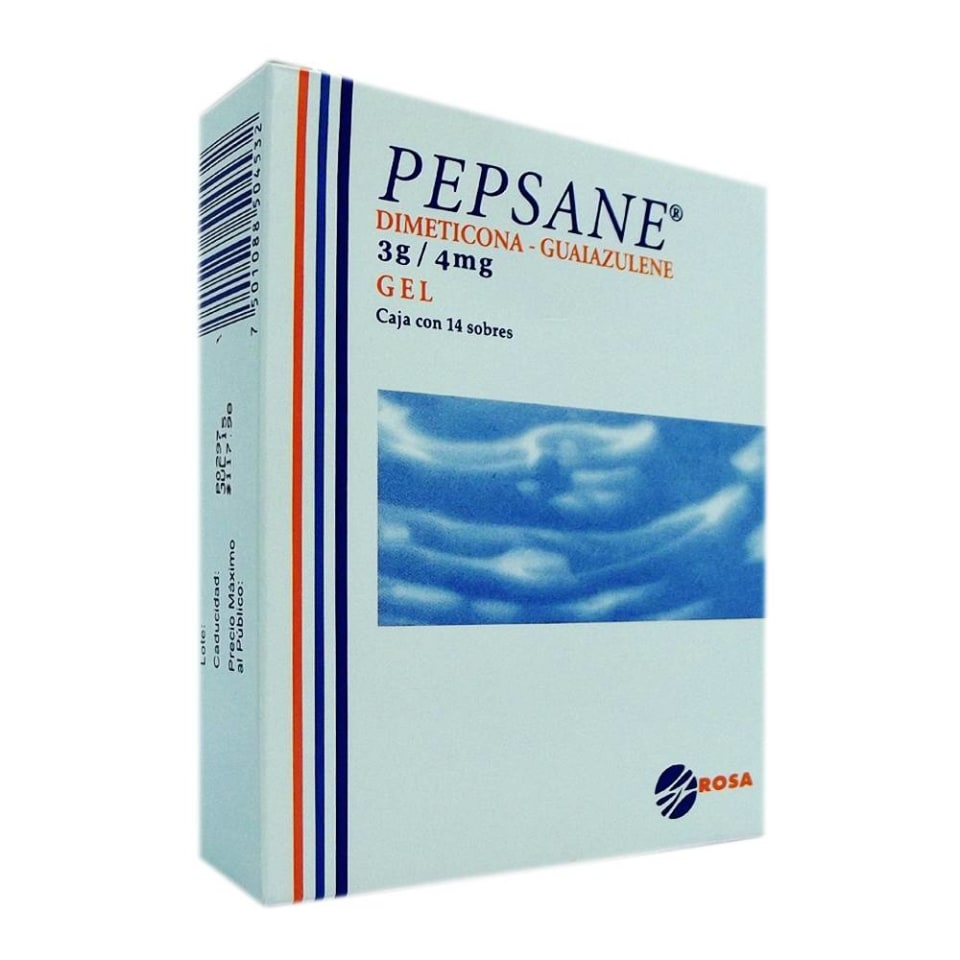 PEPSANE®
DIMETICONA - GUAIAZULENE
3g / 4mg
GEL
Caja con 14 sobres
ROSA
7 501088 504532
Lote:
Caducidad:
Precio Máximo
al Público: